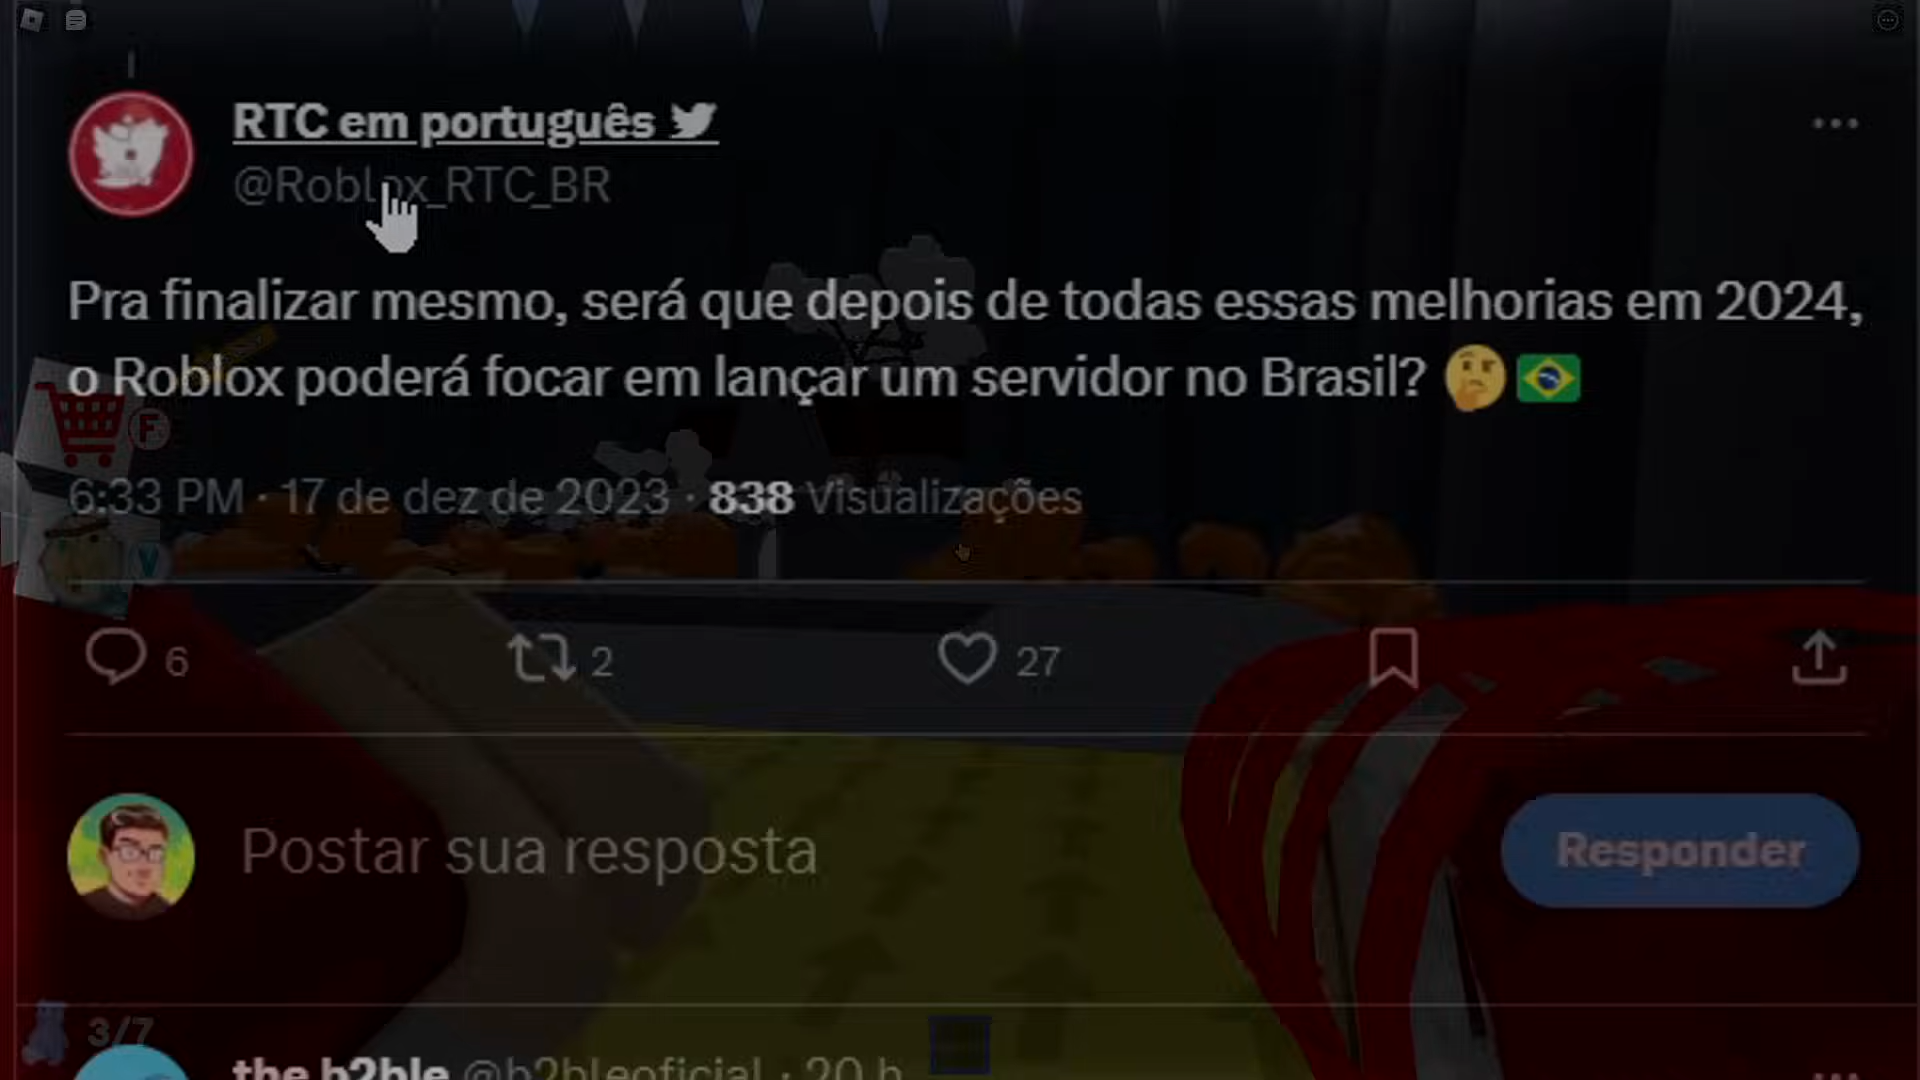 RTC em português
@Roblox_RTC_BR
Pra finalizar mesmo, será que depois de todas essas melhorias em 2024,
o Roblox poderá focar em lançar um servidor no Brasil? 🤔🇧🇷
F
6:33 PM · 17 de dez de 2023 · 838 Visualizações
V
6 2 27
Postar sua resposta
Responder
3/7
the b2ble @b2bleoficial · 20 h